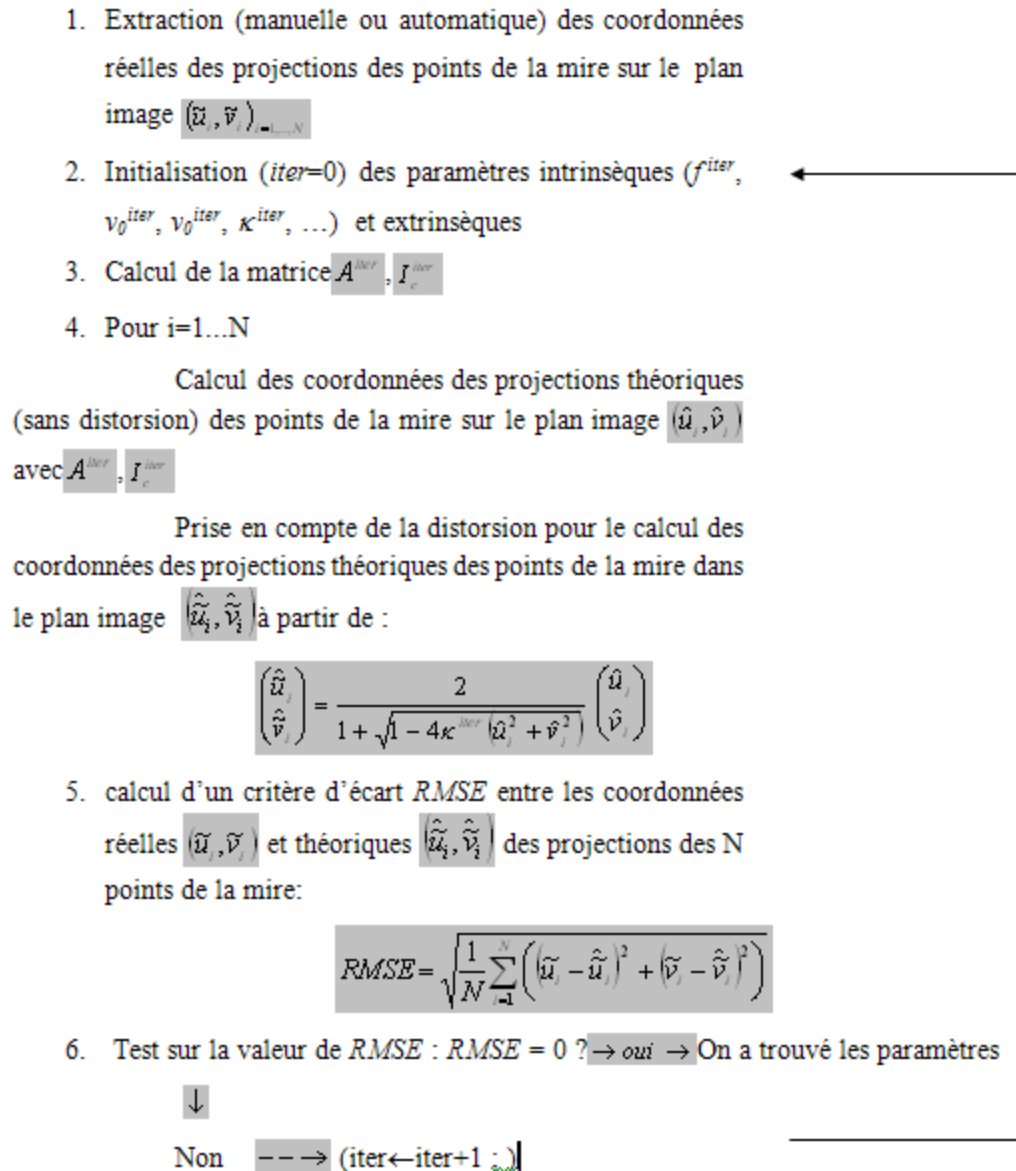 1. Extraction (manuelle ou automatique) des coordonnées
réelles des projections des points de la mire sur le plan
image (ũ_i, ṽ_i)_{i=1,...,N}
2. Initialisation (iter=0) des paramètres intrinsèques (f^{iter},
v_0^{iter}, v_0^{iter}, κ^{iter}, …) et extrinsèques
3. Calcul de la matrice A^{iter}, I_c^{iter}
4. Pour i=1...N
Calcul des coordonnées des projections théoriques
(sans distorsion) des points de la mire sur le plan image (û_i, v̂_i)
avec A^{iter}, I_c^{iter}
Prise en compte de la distorsion pour le calcul des
coordonnées des projections théoriques des points de la mire dans
le plan image (ũ̂_i, ṽ̂_i) à partir de :
(ũ̂_i ; ṽ̂_i) = 2 / (1 + √(1 − 4κ^{iter}(û_i² + v̂_i²))) (û_i ; v̂_i)
5. calcul d'un critère d'écart RMSE entre les coordonnées
réelles (ũ_i, ṽ_i) et théoriques (ũ̂_i, ṽ̂_i) des projections des N
points de la mire:
RMSE = √(1/N ∑_{i=1}^{N} ((ũ_i − ũ̂_i)² + (ṽ_i − ṽ̂_i)²))
6. Test sur la valeur de RMSE : RMSE = 0 ? → oui → On a trouvé les paramètres
↓
Non − − → (iter←iter+1 ; )